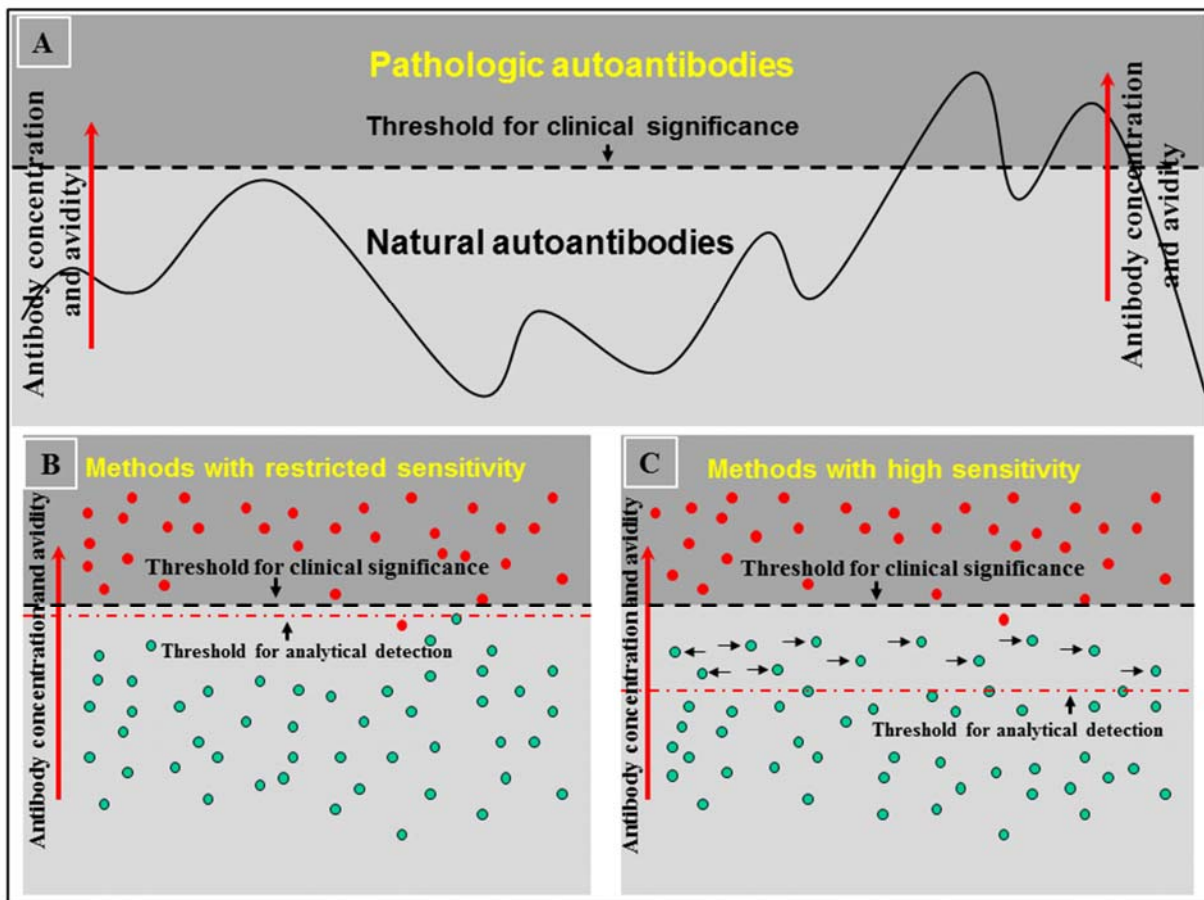 A
Pathologic autoantibodies
Threshold for clinical significance
Natural autoantibodies
Antibody concentration
and avidity
Antibody concentration
and avidity
B
Methods with restricted sensitivity
Threshold for clinical significance
Threshold for analytical detection
Antibody concentration and avidity
C
Methods with high sensitivity
Threshold for clinical significance
Threshold for analytical detection
Antibody concentration and avidity